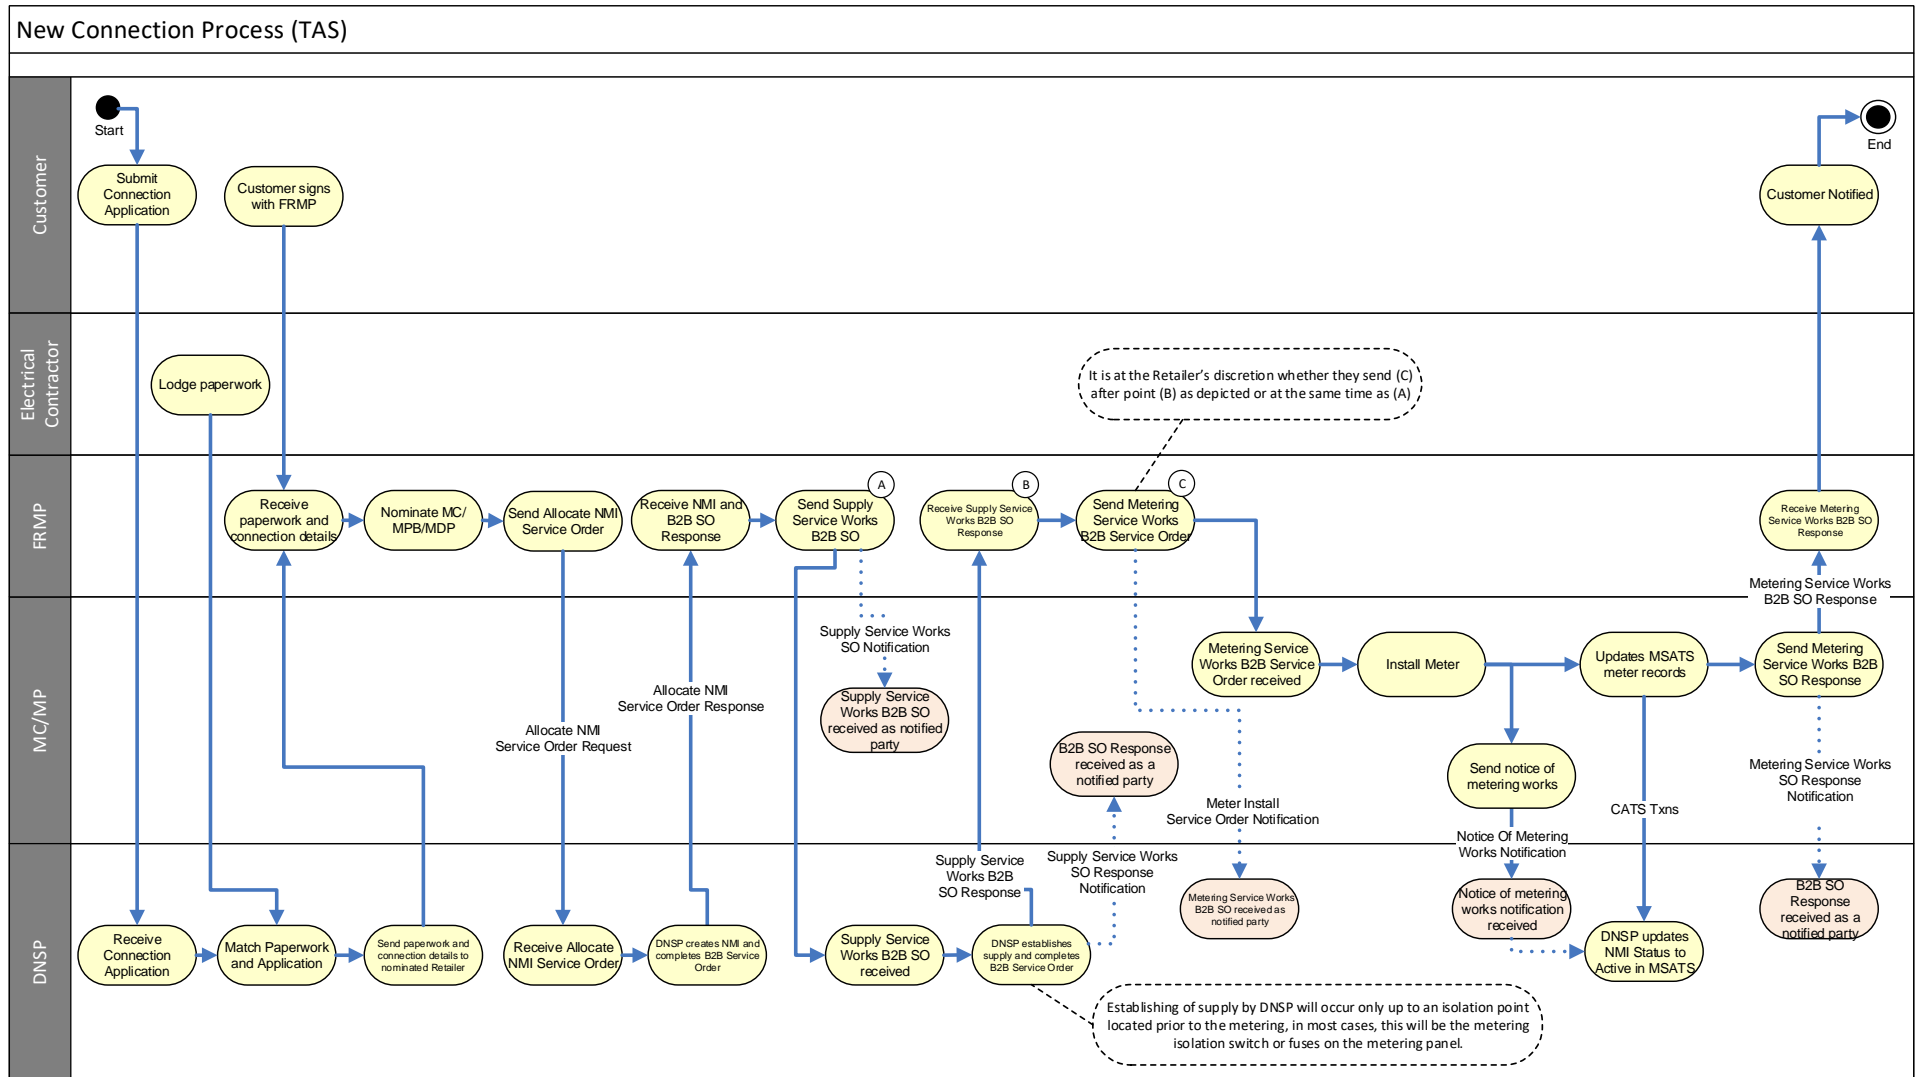 New Connection Process (TAS)
Customer
Start
Submit
Connection
Application
Customer signs
with FRMP
Customer Notified
End
Electrical
Contractor
Lodge paperwork
It is at the Retailer's discretion whether they send (C)
after point (B) as depicted or at the same time as (A)
FRMP
Receive
paperwork and
connection details
Nominate MC/
MPB/MDP
Send Allocate NMI
Service Order
Receive NMI and
B2B SO
Response
A
Send Supply
Service Works
B2B SO
B
Receive Supply Service
Works B2B SO
Response
C
Send Metering
Service Works
B2B Service Order
Receive Metering
Service Works B2B SO
Response
Metering Service Works
B2B SO Response
MC/MP
Allocate NMI
Service Order Request
Allocate NMI
Service Order Response
Supply Service Works
SO Notification
Supply Service
Works B2B SO
received as notified
party
B2B SO Response
received as a
notified party
Metering Service
Works B2B Service
Order received
Install Meter
Updates MSATS
meter records
Send Metering
Service Works B2B
SO Response
Send notice of
metering works
Meter Install
Service Order Notification
CATS Txns
Metering Service Works
SO Response
Notification
Notice Of Metering
Works Notification
Supply Service
Works B2B
SO Response
Supply Service Works
SO Response
Notification
DNSP
Receive
Connection
Application
Match Paperwork
and Application
Send paperwork and
connection details to
nominated Retailer
Receive Allocate
NMI Service Order
DNSP creates NMI and
completes B2B Service
Order
Supply Service
Works B2B SO
received
DNSP establishes
supply and completes
B2B Service Order
Metering Service Works
B2B SO received as
notified party
Notice of metering
works notification
received
DNSP updates
NMI Status to
Active in MSATS
B2B SO
Response
received as a
notified party
Establishing of supply by DNSP will occur only up to an isolation point
located prior to the metering, in most cases, this will be the metering
isolation switch or fuses on the metering panel.